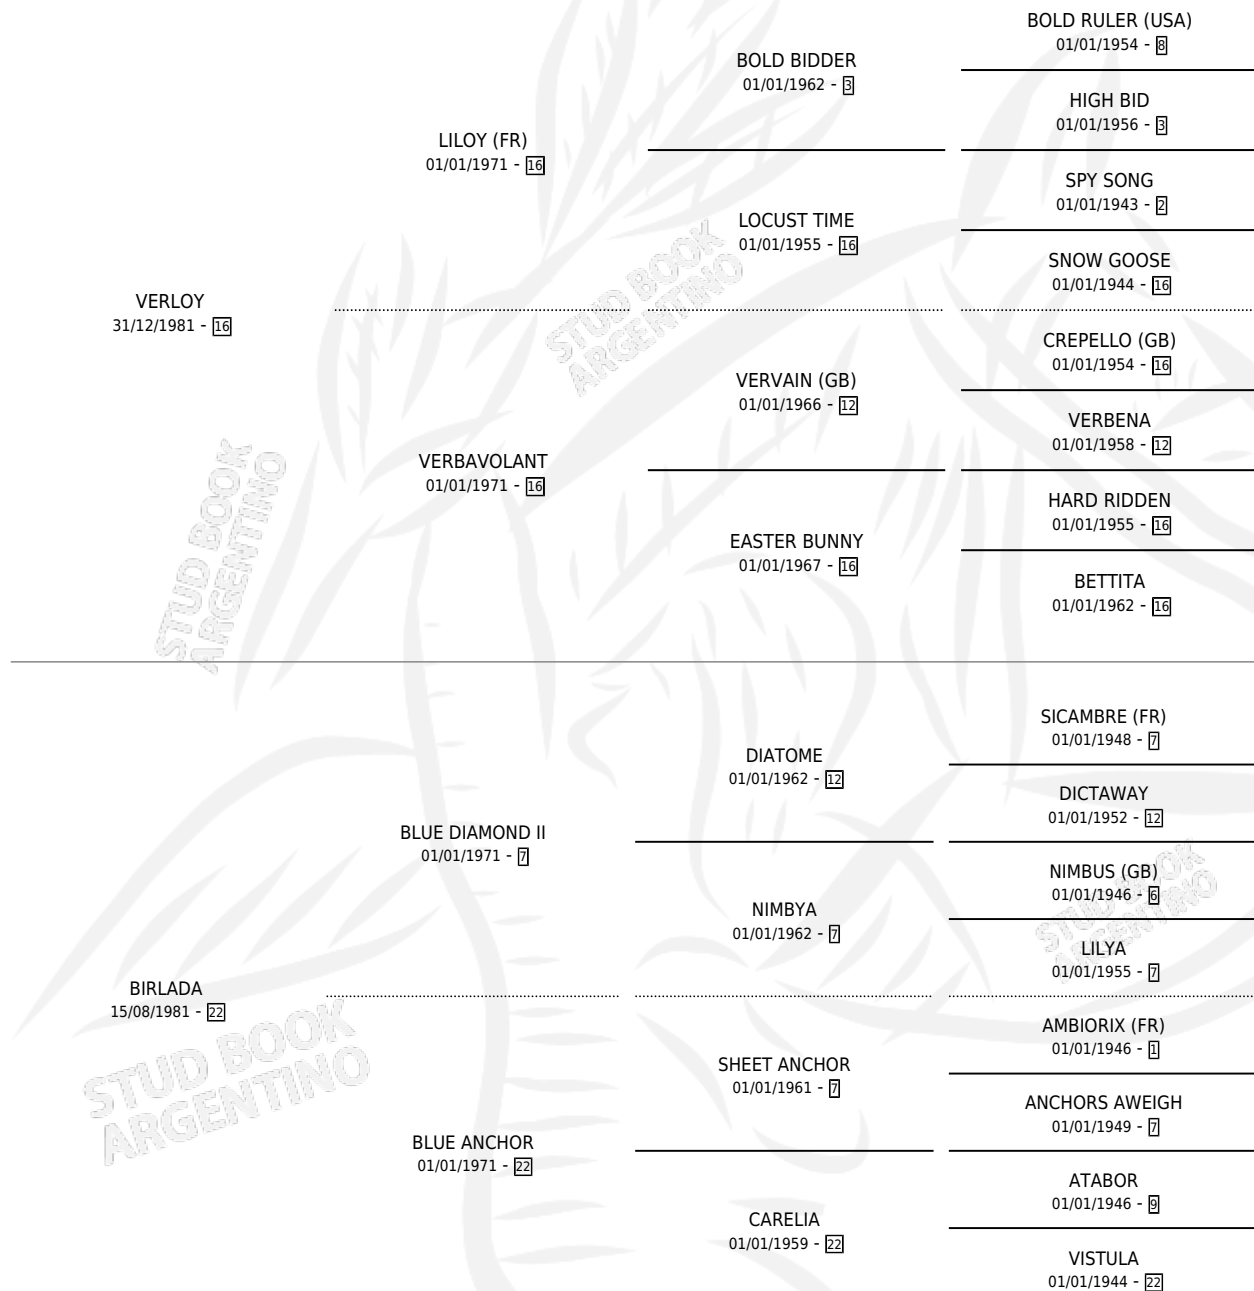 BOLD RULER (USA)
01/01/1954 - 8
BOLD BIDDER
01/01/1962 - 3
HIGH BID
01/01/1956 - 3
LILOY (FR)
01/01/1971 - 16
SPY SONG
01/01/1943 - 2
LOCUST TIME
01/01/1955 - 16
SNOW GOOSE
01/01/1944 - 16
VERLOY
31/12/1981 - 16
CREPELLO (GB)
01/01/1954 - 16
VERVAIN (GB)
01/01/1966 - 12
VERBENA
01/01/1958 - 12
VERBAVOLANT
01/01/1971 - 16
HARD RIDDEN
01/01/1955 - 16
EASTER BUNNY
01/01/1967 - 16
BETTITA
01/01/1962 - 16
STUD BOOK
ARGENTINO
STUD BOOK
ARGENTINO
SICAMBRE (FR)
01/01/1948 - 7
DIATOME
01/01/1962 - 12
DICTAWAY
01/01/1952 - 12
BLUE DIAMOND II
01/01/1971 - 7
NIMBUS (GB)
01/01/1946 - 6
NIMBYA
01/01/1962 - 7
LILYA
01/01/1955 - 7
STUD BOOK
ARGENTINO
BIRLADA
15/08/1981 - 22
AMBIORIX (FR)
01/01/1946 - 1
SHEET ANCHOR
01/01/1961 - 7
ANCHORS AWEIGH
01/01/1949 - 7
BLUE ANCHOR
01/01/1971 - 22
ATABOR
01/01/1946 - 9
CARELIA
01/01/1959 - 22
VISTULA
01/01/1944 - 22
STUD BOOK
ARGENTINO